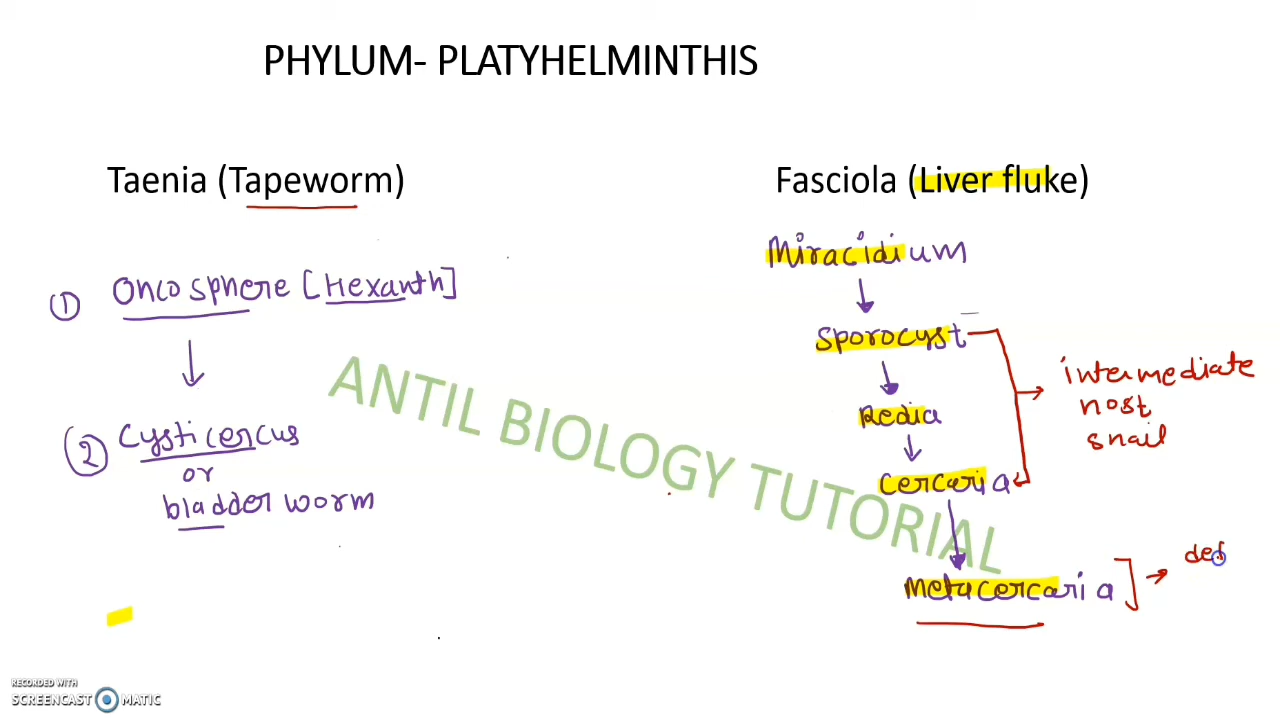 PHYLUM- PLATYHELMINTHIS
Taenia (Tapeworm)
① Oncosphere [Hexanth]
② Cysticercus
or
bladder worm
Fasciola (Liver fluke)
Miracidium
Sporocyst
Redia
Cercaria
Metacercaria
intermediate
host
snail
def
ANTIL BIOLOGY TUTORIAL
RECORDED WITH
SCREENCAST MATIC